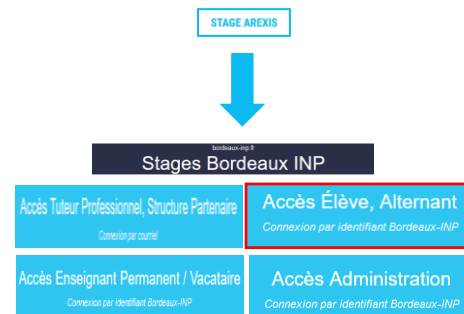 STAGE AREXIS
bordeaux-inp.fr
Stages Bordeaux INP
Accès Tuteur Professionnel, Structure Partenaire
Connexion par courriel
Accès Élève, Alternant
Connexion par identifiant Bordeaux-INP
Accès Enseignant Permanent / Vacataire
Connexion par identifiant Bordeaux-INP
Accès Administration
Connexion par identifiant Bordeaux-INP